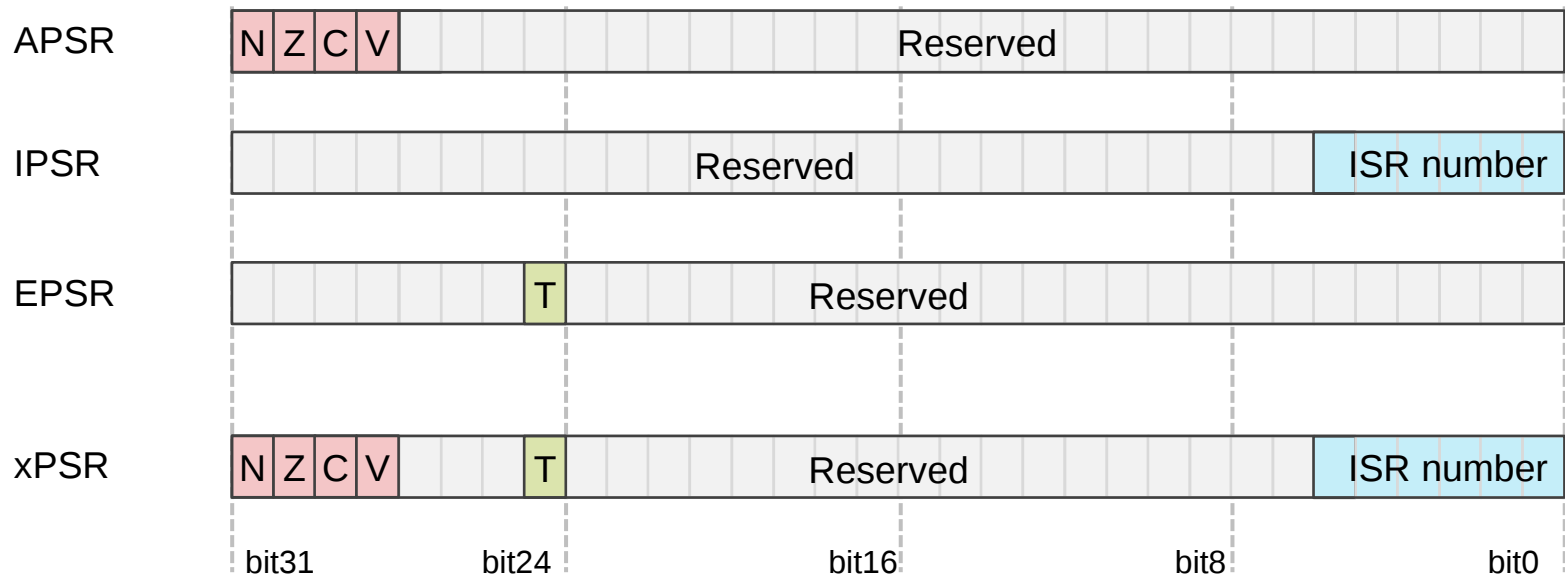 APSR N Z C V Reserved
IPSR Reserved ISR number
EPSR T Reserved
xPSR N Z C V T Reserved ISR number
bit31 bit24 bit16 bit8 bit0